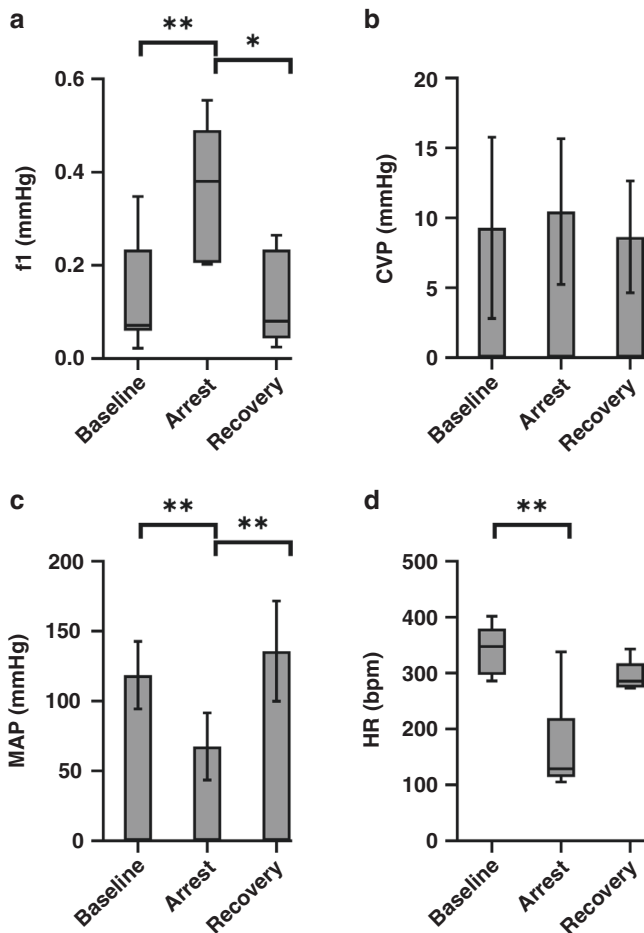 a
**
*
0.6
0.4
0.2
0.0
f1 (mmHg)
Baseline
Arrest
Recovery
b
20
15
10
5
0
CVP (mmHg)
Baseline
Arrest
Recovery
c
**
**
200
150
100
50
0
MAP (mmHg)
Baseline
Arrest
Recovery
d
**
500
400
300
200
100
0
HR (bpm)
Baseline
Arrest
Recovery